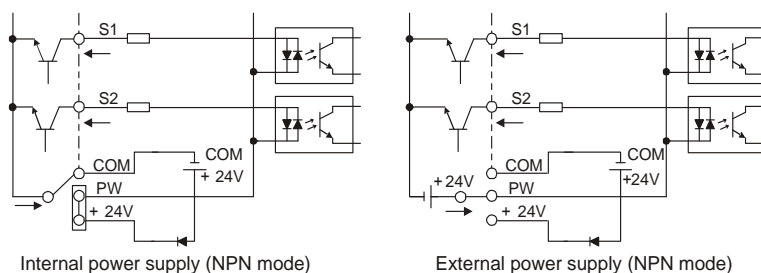 S1
S2
COM
COM
+ 24V
PW
+ 24V
Internal power supply (NPN mode)
S1
S2
COM
COM
+24V
+24V
PW
+ 24V
External power supply (NPN mode)